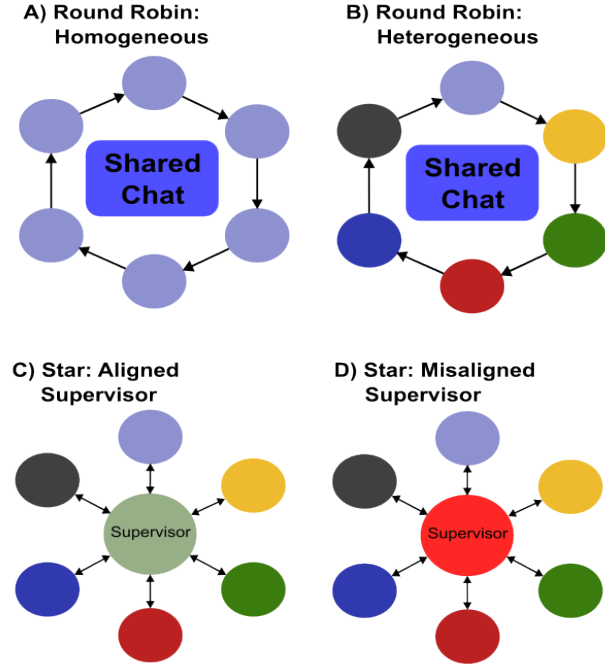 A) Round Robin:
Homogeneous
B) Round Robin:
Heterogeneous
Shared
Chat
Shared
Chat
C) Star: Aligned
Supervisor
D) Star: Misaligned
Supervisor
Supervisor
Supervisor